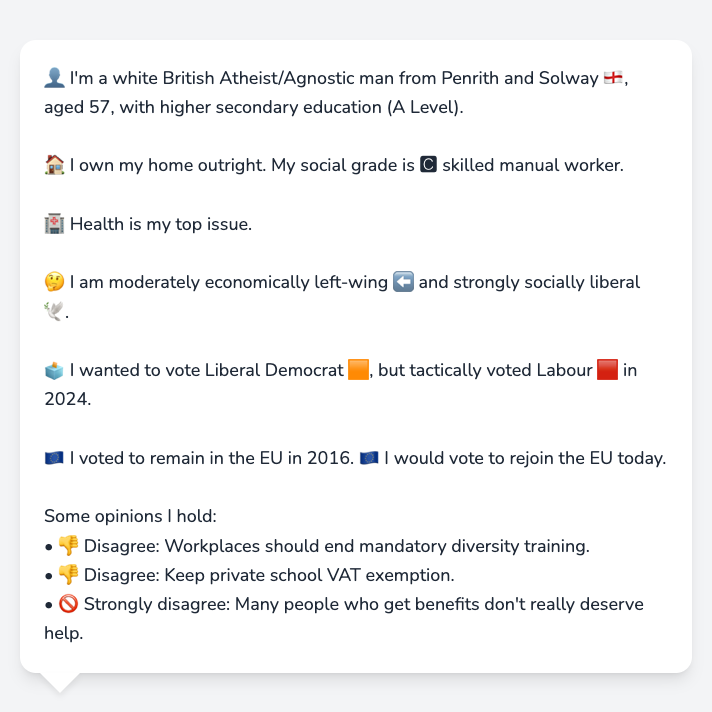 👤 I'm a white British Atheist/Agnostic man from Penrith and Solway 🏴󠁧󠁢󠁥󠁮󠁧󠁿,
aged 57, with higher secondary education (A Level).
🏠 I own my home outright. My social grade is 🅲 skilled manual worker.
🏥 Health is my top issue.
🤔 I am moderately economically left-wing ⬅️ and strongly socially liberal
🕊️.
🗳️ I wanted to vote Liberal Democrat 🟧, but tactically voted Labour 🟥 in
2024.
🇪🇺 I voted to remain in the EU in 2016. 🇪🇺 I would vote to rejoin the EU today.
Some opinions I hold:
• 👎 Disagree: Workplaces should end mandatory diversity training.
• 👎 Disagree: Keep private school VAT exemption.
• 🚫 Strongly disagree: Many people who get benefits don't really deserve
help.